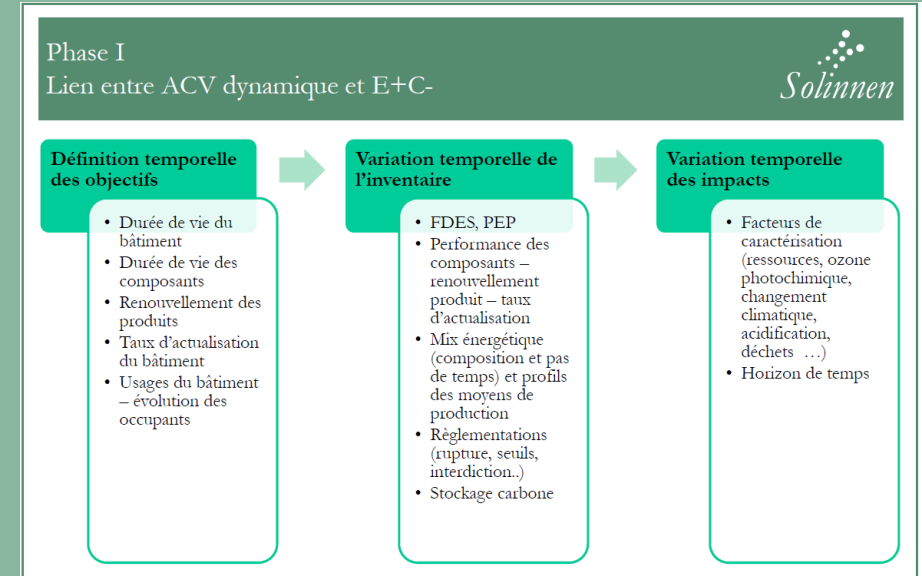 Phase I
Lien entre ACV dynamique et E+C-
Solinnen
Définition temporelle
des objectifs
• Durée de vie du
bâtiment
• Durée de vie des
composants
• Renouvellement des
produits
• Taux d'actualisation
du bâtiment
• Usages du bâtiment
– évolution des
occupants
Variation temporelle de
l'inventaire
• FDES, PEP
• Performance des
composants –
renouvellement
produit – taux
d'actualisation
• Mix énergétique
(composition et pas
de temps) et profils
des moyens de
production
• Règlementations
(rupture, seuils,
interdiction..)
• Stockage carbone
Variation temporelle
des impacts
• Facteurs de
caractérisation
(ressources, ozone
photochimique,
changement
climatique,
acidification,
déchets …)
• Horizon de temps